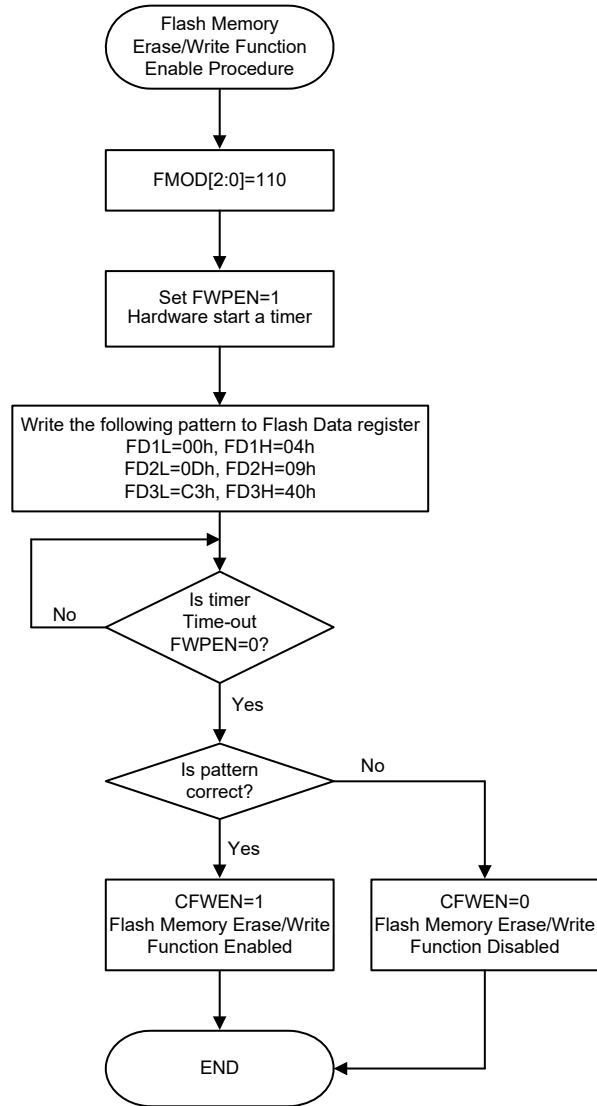 Flash Memory
Erase/Write Function
Enable Procedure
FMOD[2:0]=110
Set FWPEN=1
Hardware start a timer
Write the following pattern to Flash Data register
FD1L=00h, FD1H=04h
FD2L=0Dh, FD2H=09h
FD3L=C3h, FD3H=40h
Is timer
Time-out
FWPEN=0?
No
Yes
Is pattern
correct?
No
Yes
CFWEN=1
Flash Memory Erase/Write
Function Enabled
CFWEN=0
Flash Memory Erase/Write
Function Disabled
END